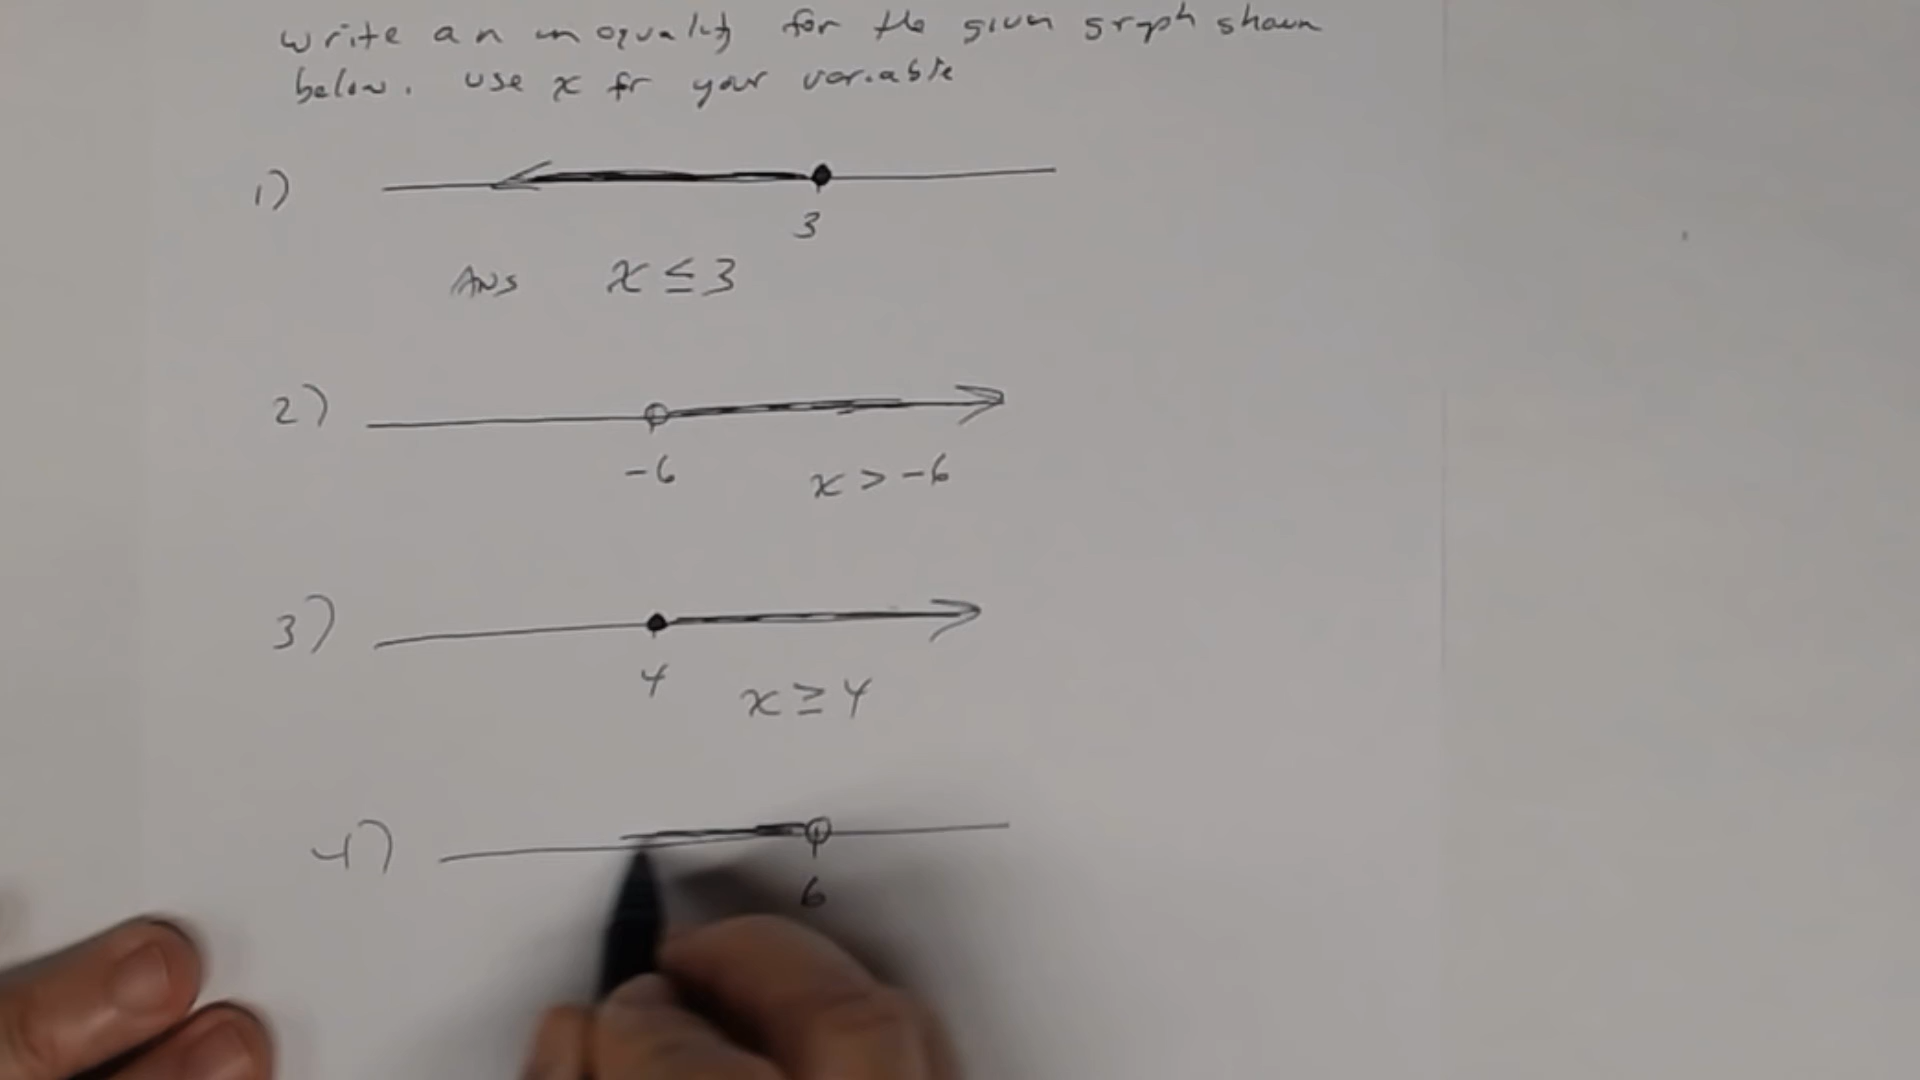 write an inequality for the given graph shown
below. use x for your variable
1)
3
Ans x ≤ 3
2)
-6 x > -6
3)
4 x ≥ 4
4)
6